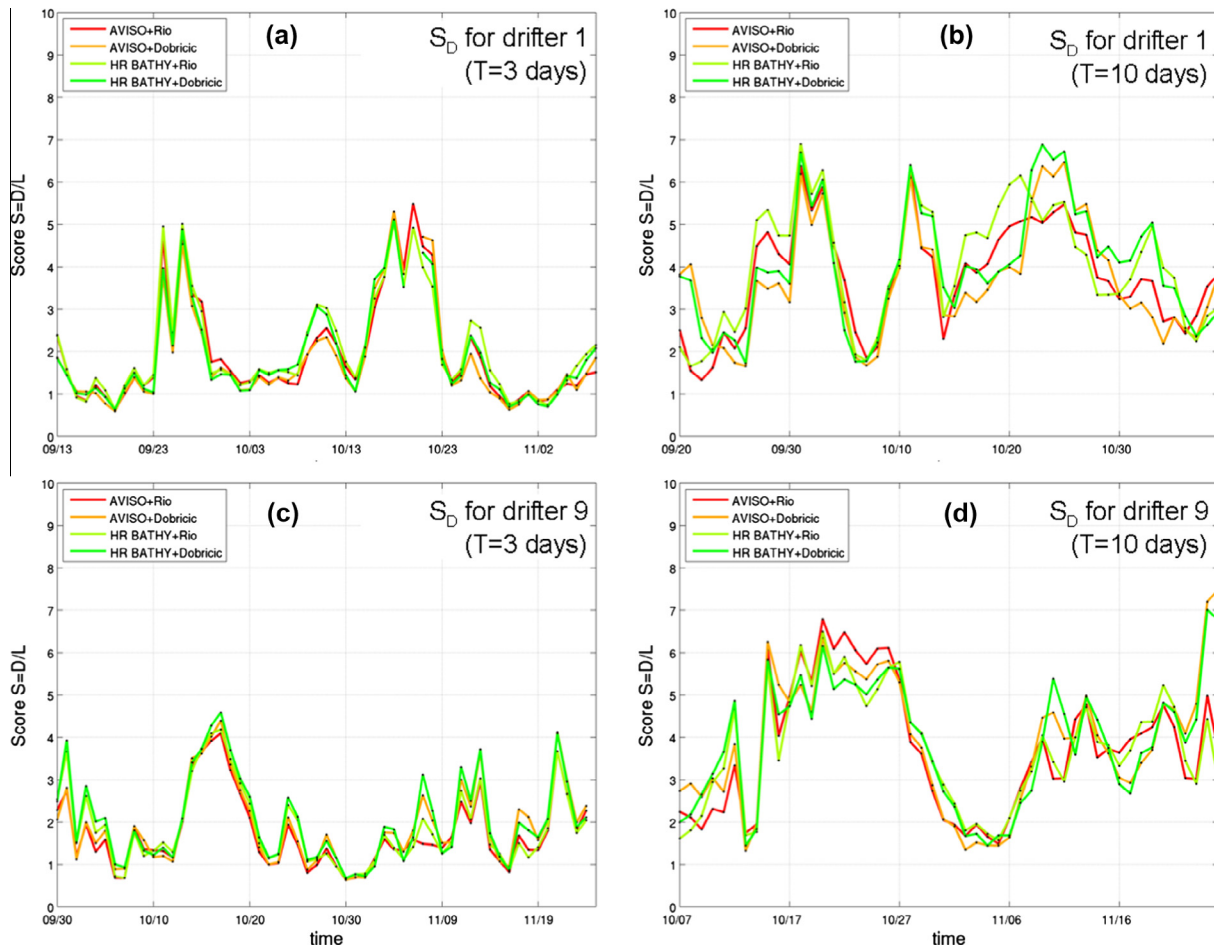 (a)
S_D for drifter 1
(T=3 days)
AVISO+Rio
AVISO+Dobricic
HR BATHY+Rio
HR BATHY+Dobricic
Score S=D/L
10
9
8
7
6
5
4
3
2
1
0
09/13
09/23
10/03
10/13
10/23
11/02
(b)
S_D for drifter 1
(T=10 days)
AVISO+Rio
AVISO+Dobricic
HR BATHY+Rio
HR BATHY+Dobricic
Score S=D/L
10
9
8
7
6
5
4
3
2
1
0
09/20
09/30
10/10
10/20
10/30
(c)
S_D for drifter 9
(T=3 days)
AVISO+Rio
AVISO+Dobricic
HR BATHY+Rio
HR BATHY+Dobricic
Score S=D/L
10
9
8
7
6
5
4
3
2
1
0
09/30
10/10
10/20
10/30
11/09
11/19
time
(d)
S_D for drifter 9
(T=10 days)
AVISO+Rio
AVISO+Dobricic
HR BATHY+Rio
HR BATHY+Dobricic
Score S=D/L
10
9
8
7
6
5
4
3
2
1
0
10/07
10/17
10/27
11/06
11/16
time